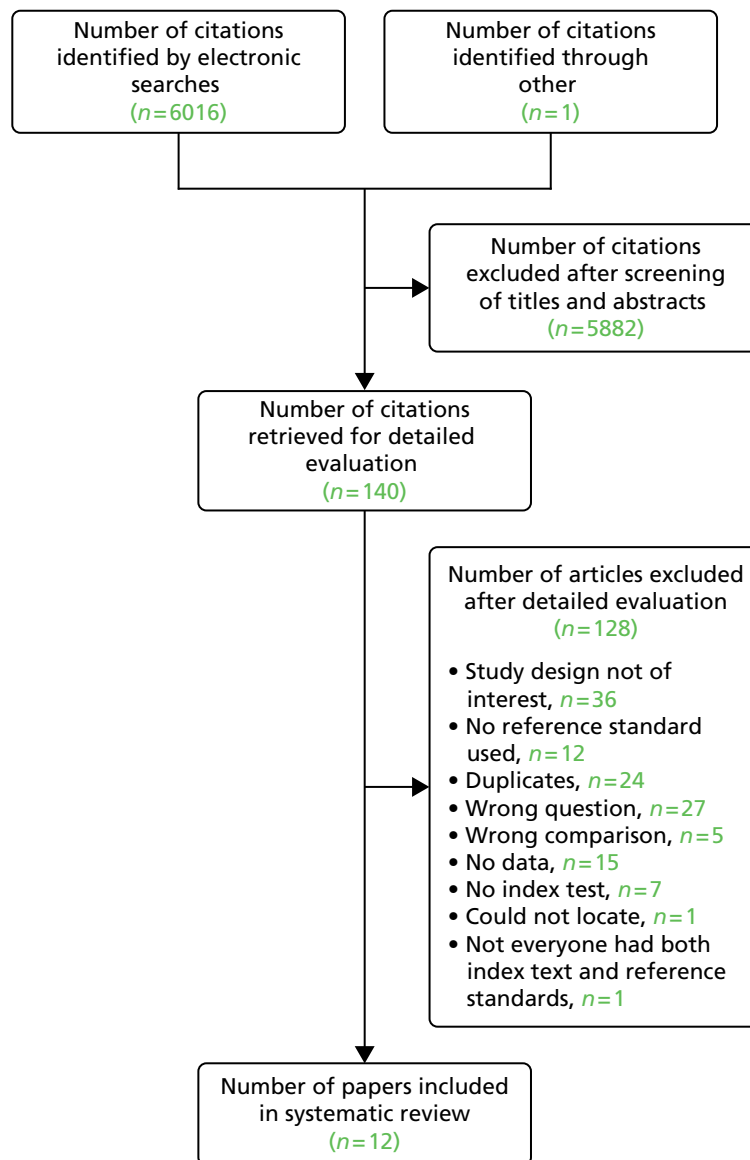 Number of citations
identified by electronic
searches
(n=6016)
Number of citations
identified through
other
(n=1)
Number of citations
excluded after screening
of titles and abstracts
(n=5882)
Number of citations
retrieved for detailed
evaluation
(n=140)
Number of articles excluded
after detailed evaluation
(n=128)
• Study design not of
interest, n=36
• No reference standard
used, n=12
• Duplicates, n=24
• Wrong question, n=27
• Wrong comparison, n=5
• No data, n=15
• No index test, n=7
• Could not locate, n=1
• Not everyone had both
index text and reference
standards, n=1
Number of papers included
in systematic review
(n=12)